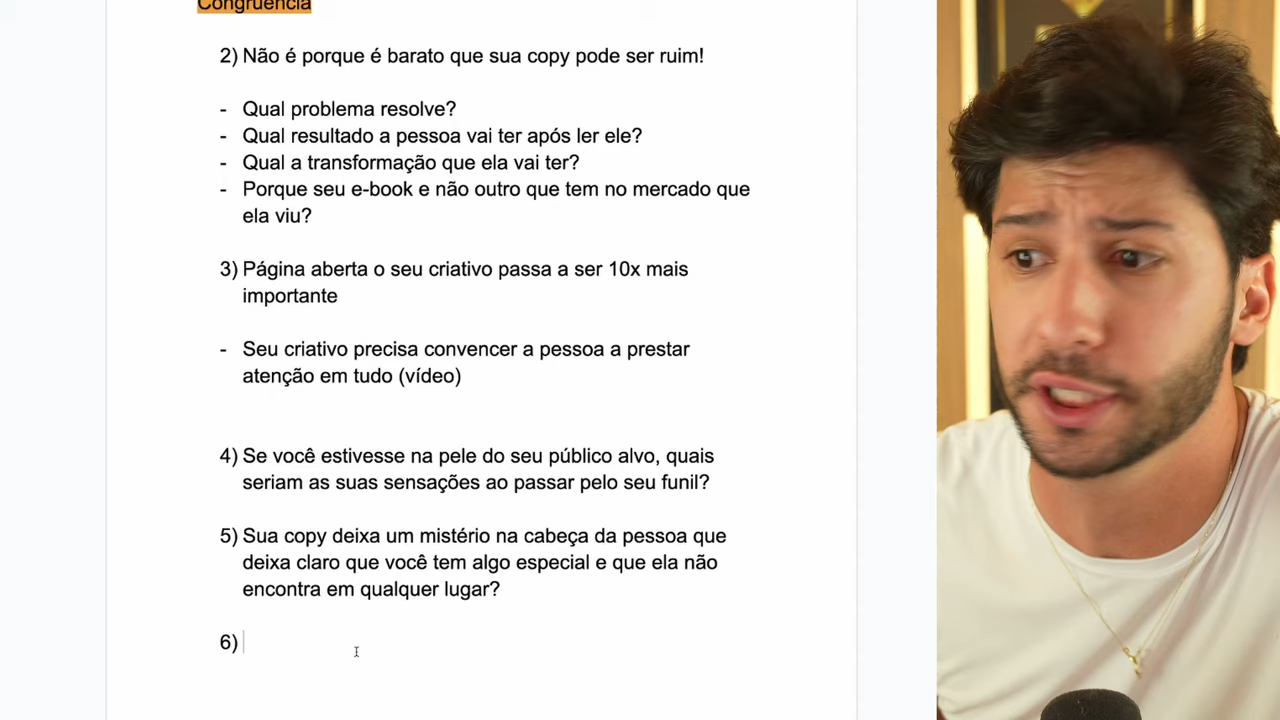 Congruência
2) Não é porque é barato que sua copy pode ser ruim!
- Qual problema resolve?
- Qual resultado a pessoa vai ter após ler ele?
- Qual a transformação que ela vai ter?
- Porque seu e-book e não outro que tem no mercado que
ela viu?
3) Página aberta o seu criativo passa a ser 10x mais
importante
- Seu criativo precisa convencer a pessoa a prestar
atenção em tudo (vídeo)
4) Se você estivesse na pele do seu público alvo, quais
seriam as suas sensações ao passar pelo seu funil?
5) Sua copy deixa um mistério na cabeça da pessoa que
deixa claro que você tem algo especial e que ela não
encontra em qualquer lugar?
6)